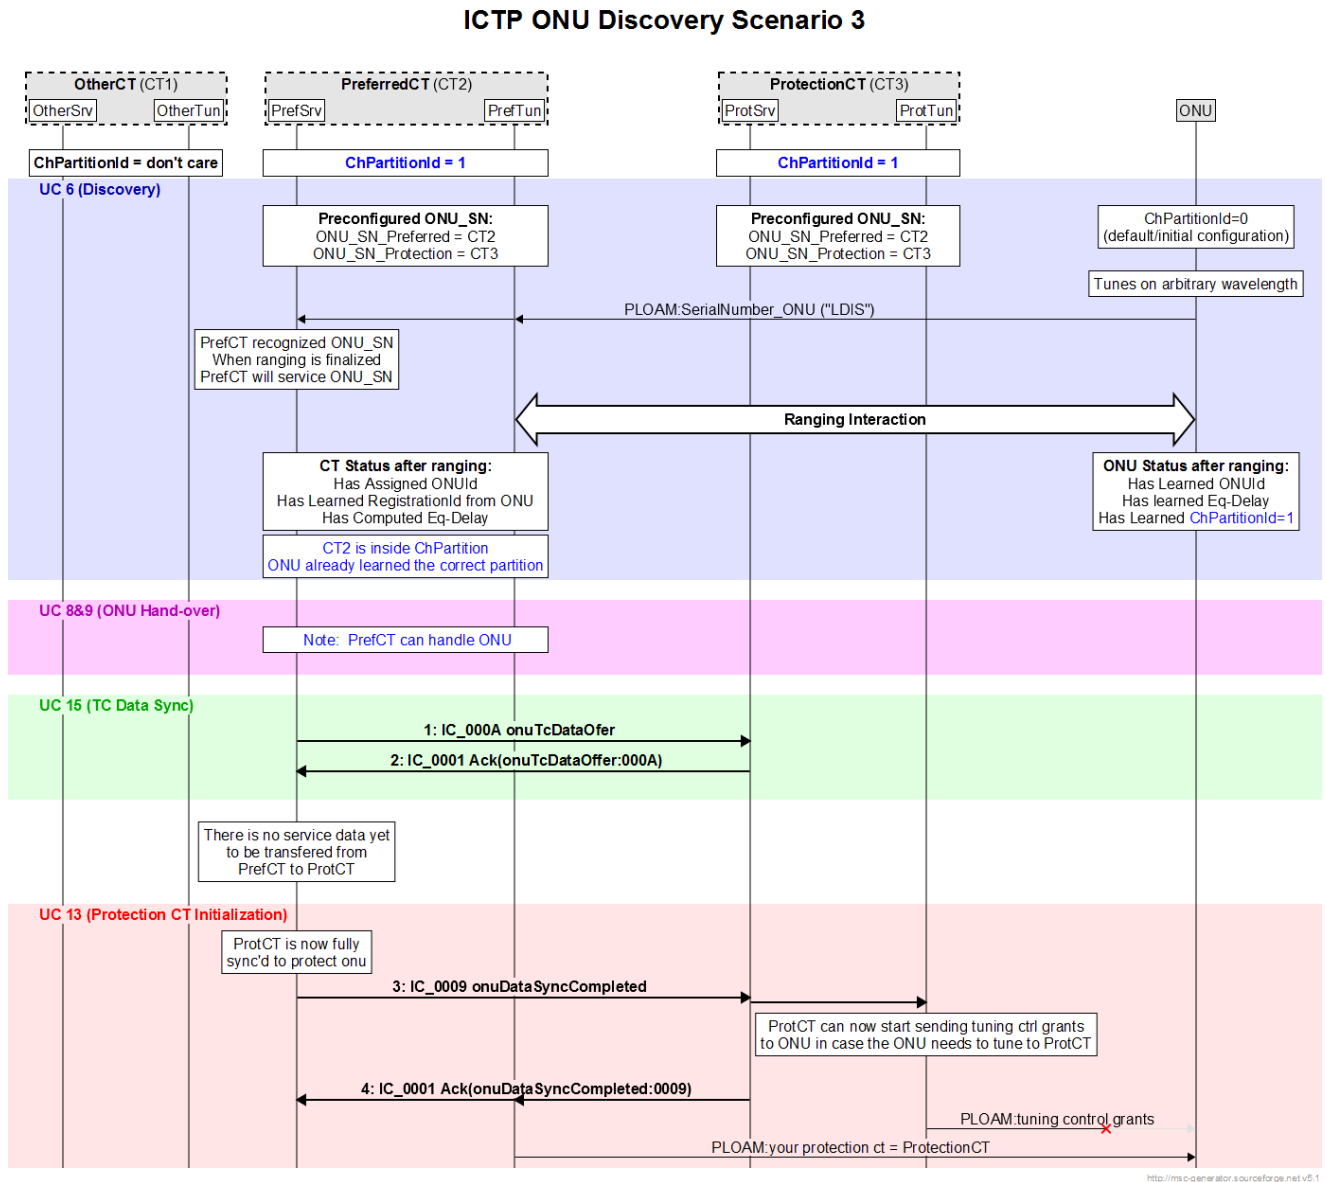 ICTP ONU Discovery Scenario 3
OtherCT (CT1)
PreferredCT (CT2)
ProtectionCT (CT3)
OtherSrv
OtherTun
PrefSrv
PrefTun
ProtSrv
ProtTun
ONU
ChPartitionId = don't care
ChPartitionId = 1
ChPartitionId = 1
UC 6 (Discovery)
Preconfigured ONU_SN:
ONU_SN_Preferred = CT2
ONU_SN_Protection = CT3
Preconfigured ONU_SN:
ONU_SN_Preferred = CT2
ONU_SN_Protection = CT3
ChPartitionId=0
(default/initial configuration)
Tunes on arbitrary wavelength
PLOAM:SerialNumber_ONU ("LDIS")
PrefCT recognized ONU_SN
When ranging is finalized
PrefCT will service ONU_SN
Ranging Interaction
CT Status after ranging:
Has Assigned ONUId
Has Learned RegistrationId from ONU
Has Computed Eq-Delay
ONU Status after ranging:
Has Learned ONUId
Has learned Eq-Delay
Has Learned ChPartitionId=1
CT2 is inside ChPartition
ONU already learned the correct partition
UC 8&9 (ONU Hand-over)
Note:  PrefCT can handle ONU
UC 15 (TC Data Sync)
1: IC_000A onuTcDataOfer
2: IC_0001 Ack(onuTcDataOffer:000A)
There is no service data yet
to be transfered from
PrefCT to ProtCT
UC 13 (Protection CT Initialization)
ProtCT is now fully
sync'd to protect onu
3: IC_0009 onuDataSyncCompleted
ProtCT can now start sending tuning ctrl grants
to ONU in case the ONU needs to tune to ProtCT
4: IC_0001 Ack(onuDataSyncCompleted:0009)
PLOAM:tuning control grants
PLOAM:your protection ct = ProtectionCT
http://msc-generator.sourceforge.net v5.1